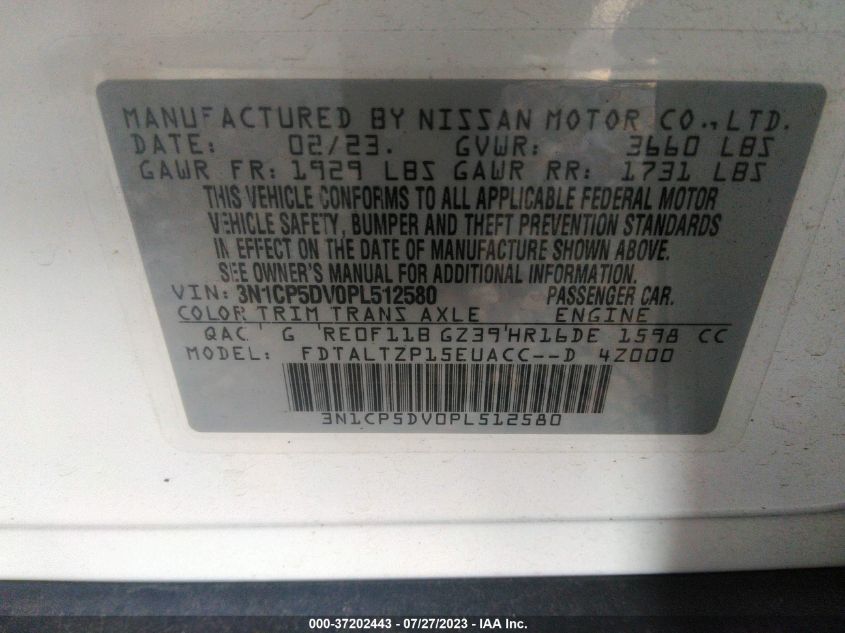 MANUFACTURED BY NISSAN MOTOR CO., LTD.
DATE: 02/23. GVWR: 3660 LBS
GAWR FR: 1929 LBS GAWR RR: 1731 LBS
THIS VEHICLE CONFORMS TO ALL APPLICABLE FEDERAL MOTOR
VEHICLE SAFETY, BUMPER AND THEFT PREVENTION STANDARDS
IN EFFECT ON THE DATE OF MANUFACTURE SHOWN ABOVE.
SEE OWNER'S MANUAL FOR ADDITIONAL INFORMATION
VIN: 3N1CP5DV0PL512580 PASSENGER CAR.
COLOR TRIM TRANS AXLE ENGINE
QAC G RE0F11B GZ39 HR16DE 1598 CC
MODEL: FDTALTZP15EUACC--D 4Z000
3N1CP5DV0PL512580
000-37202443 - 07/27/2023 - IAA Inc.